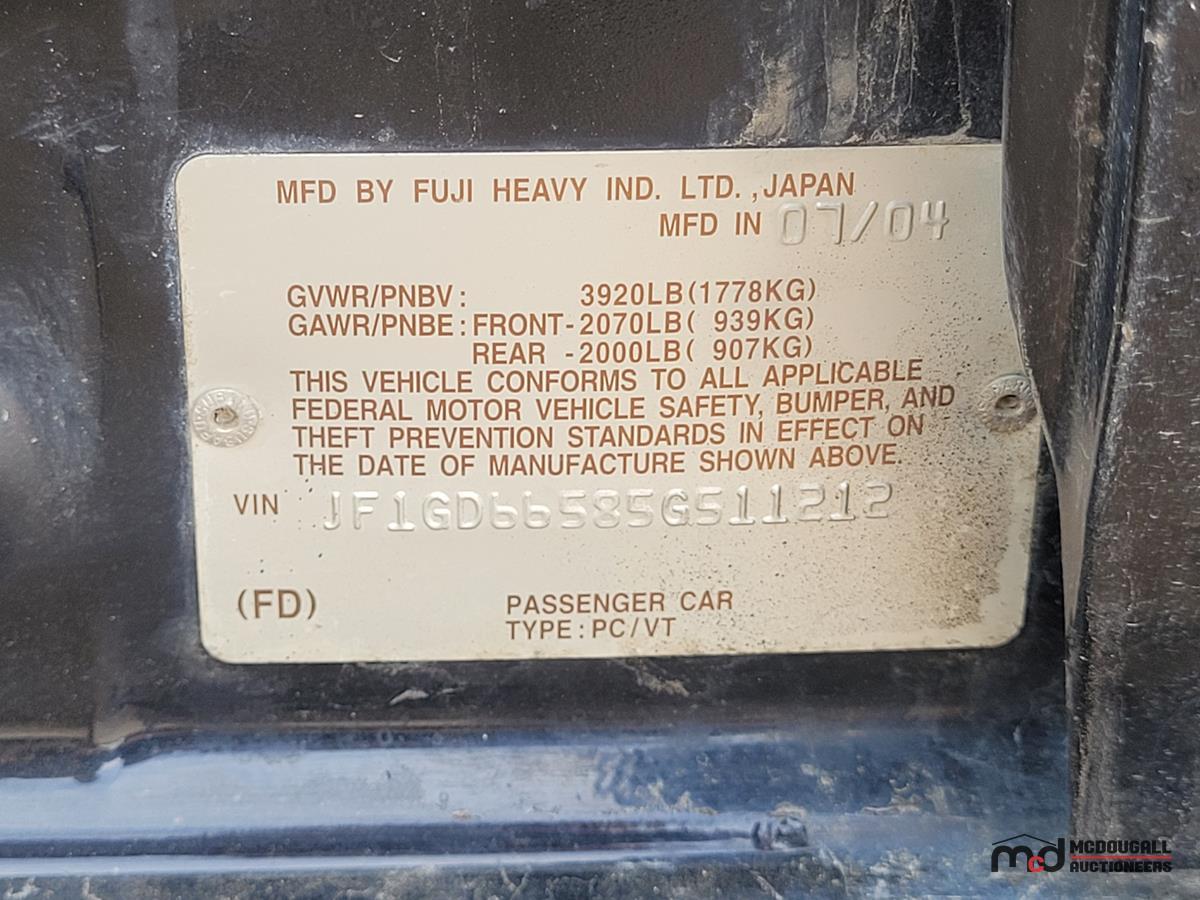 MFD BY FUJI HEAVY IND. LTD.,JAPAN
MFD IN 07/04
GVWR/PNBV: 3920LB(1778KG)
GAWR/PNBE:FRONT-2070LB( 939KG)
REAR -2000LB( 907KG)
THIS VEHICLE CONFORMS TO ALL APPLICABLE
FEDERAL MOTOR VEHICLE SAFETY, BUMPER, AND
THEFT PREVENTION STANDARDS IN EFFECT ON
THE DATE OF MANUFACTURE SHOWN ABOVE.
VIN JF1GD66585G511212
(FD)
PASSENGER CAR
TYPE:PC/VT
mcd MCDOUGALL
AUCTIONEERS